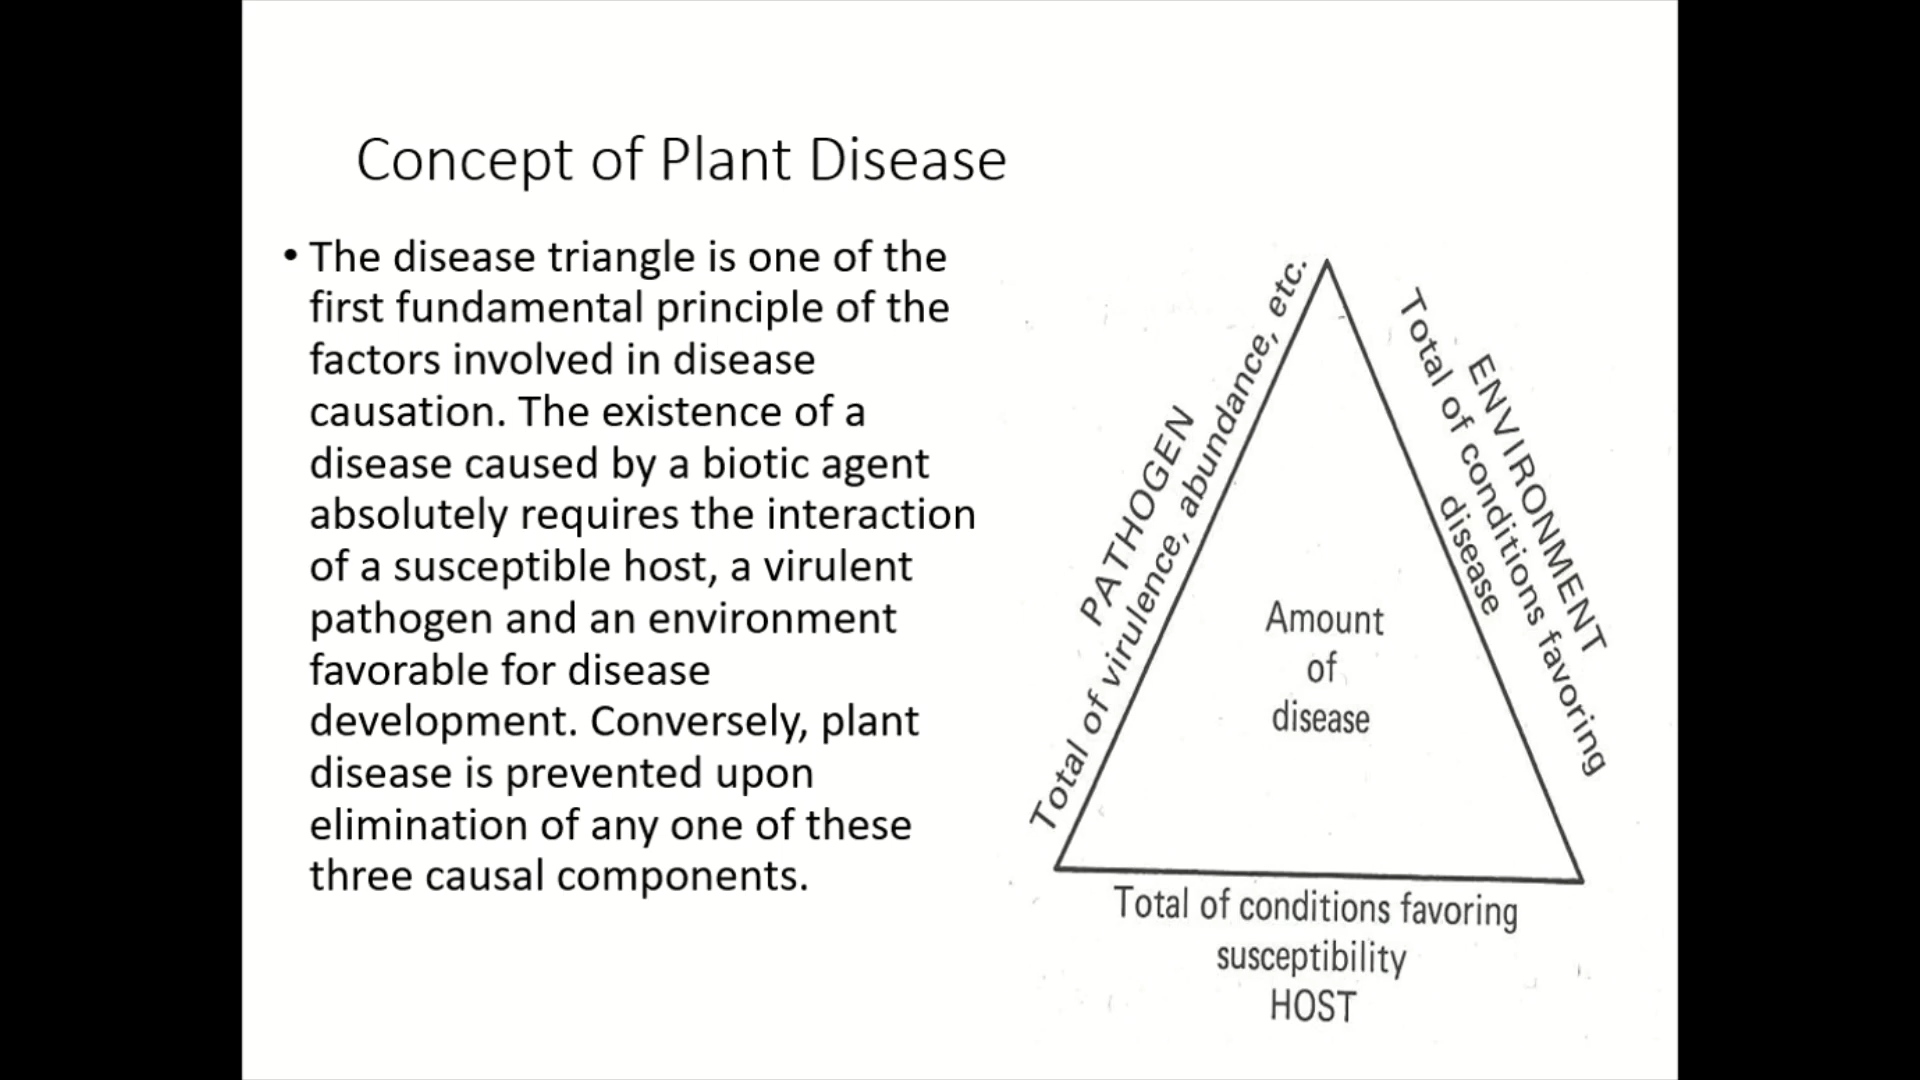 Concept of Plant Disease
• The disease triangle is one of the
first fundamental principle of the
factors involved in disease
causation. The existence of a
disease caused by a biotic agent
absolutely requires the interaction
of a susceptible host, a virulent
pathogen and an environment
favorable for disease
development. Conversely, plant
disease is prevented upon
elimination of any one of these
three causal components.
PATHOGEN
Total of virulence, abundance, etc.
ENVIRONMENT
Total of conditions favoring
disease
Amount
of
disease
Total of conditions favoring
susceptibility
HOST